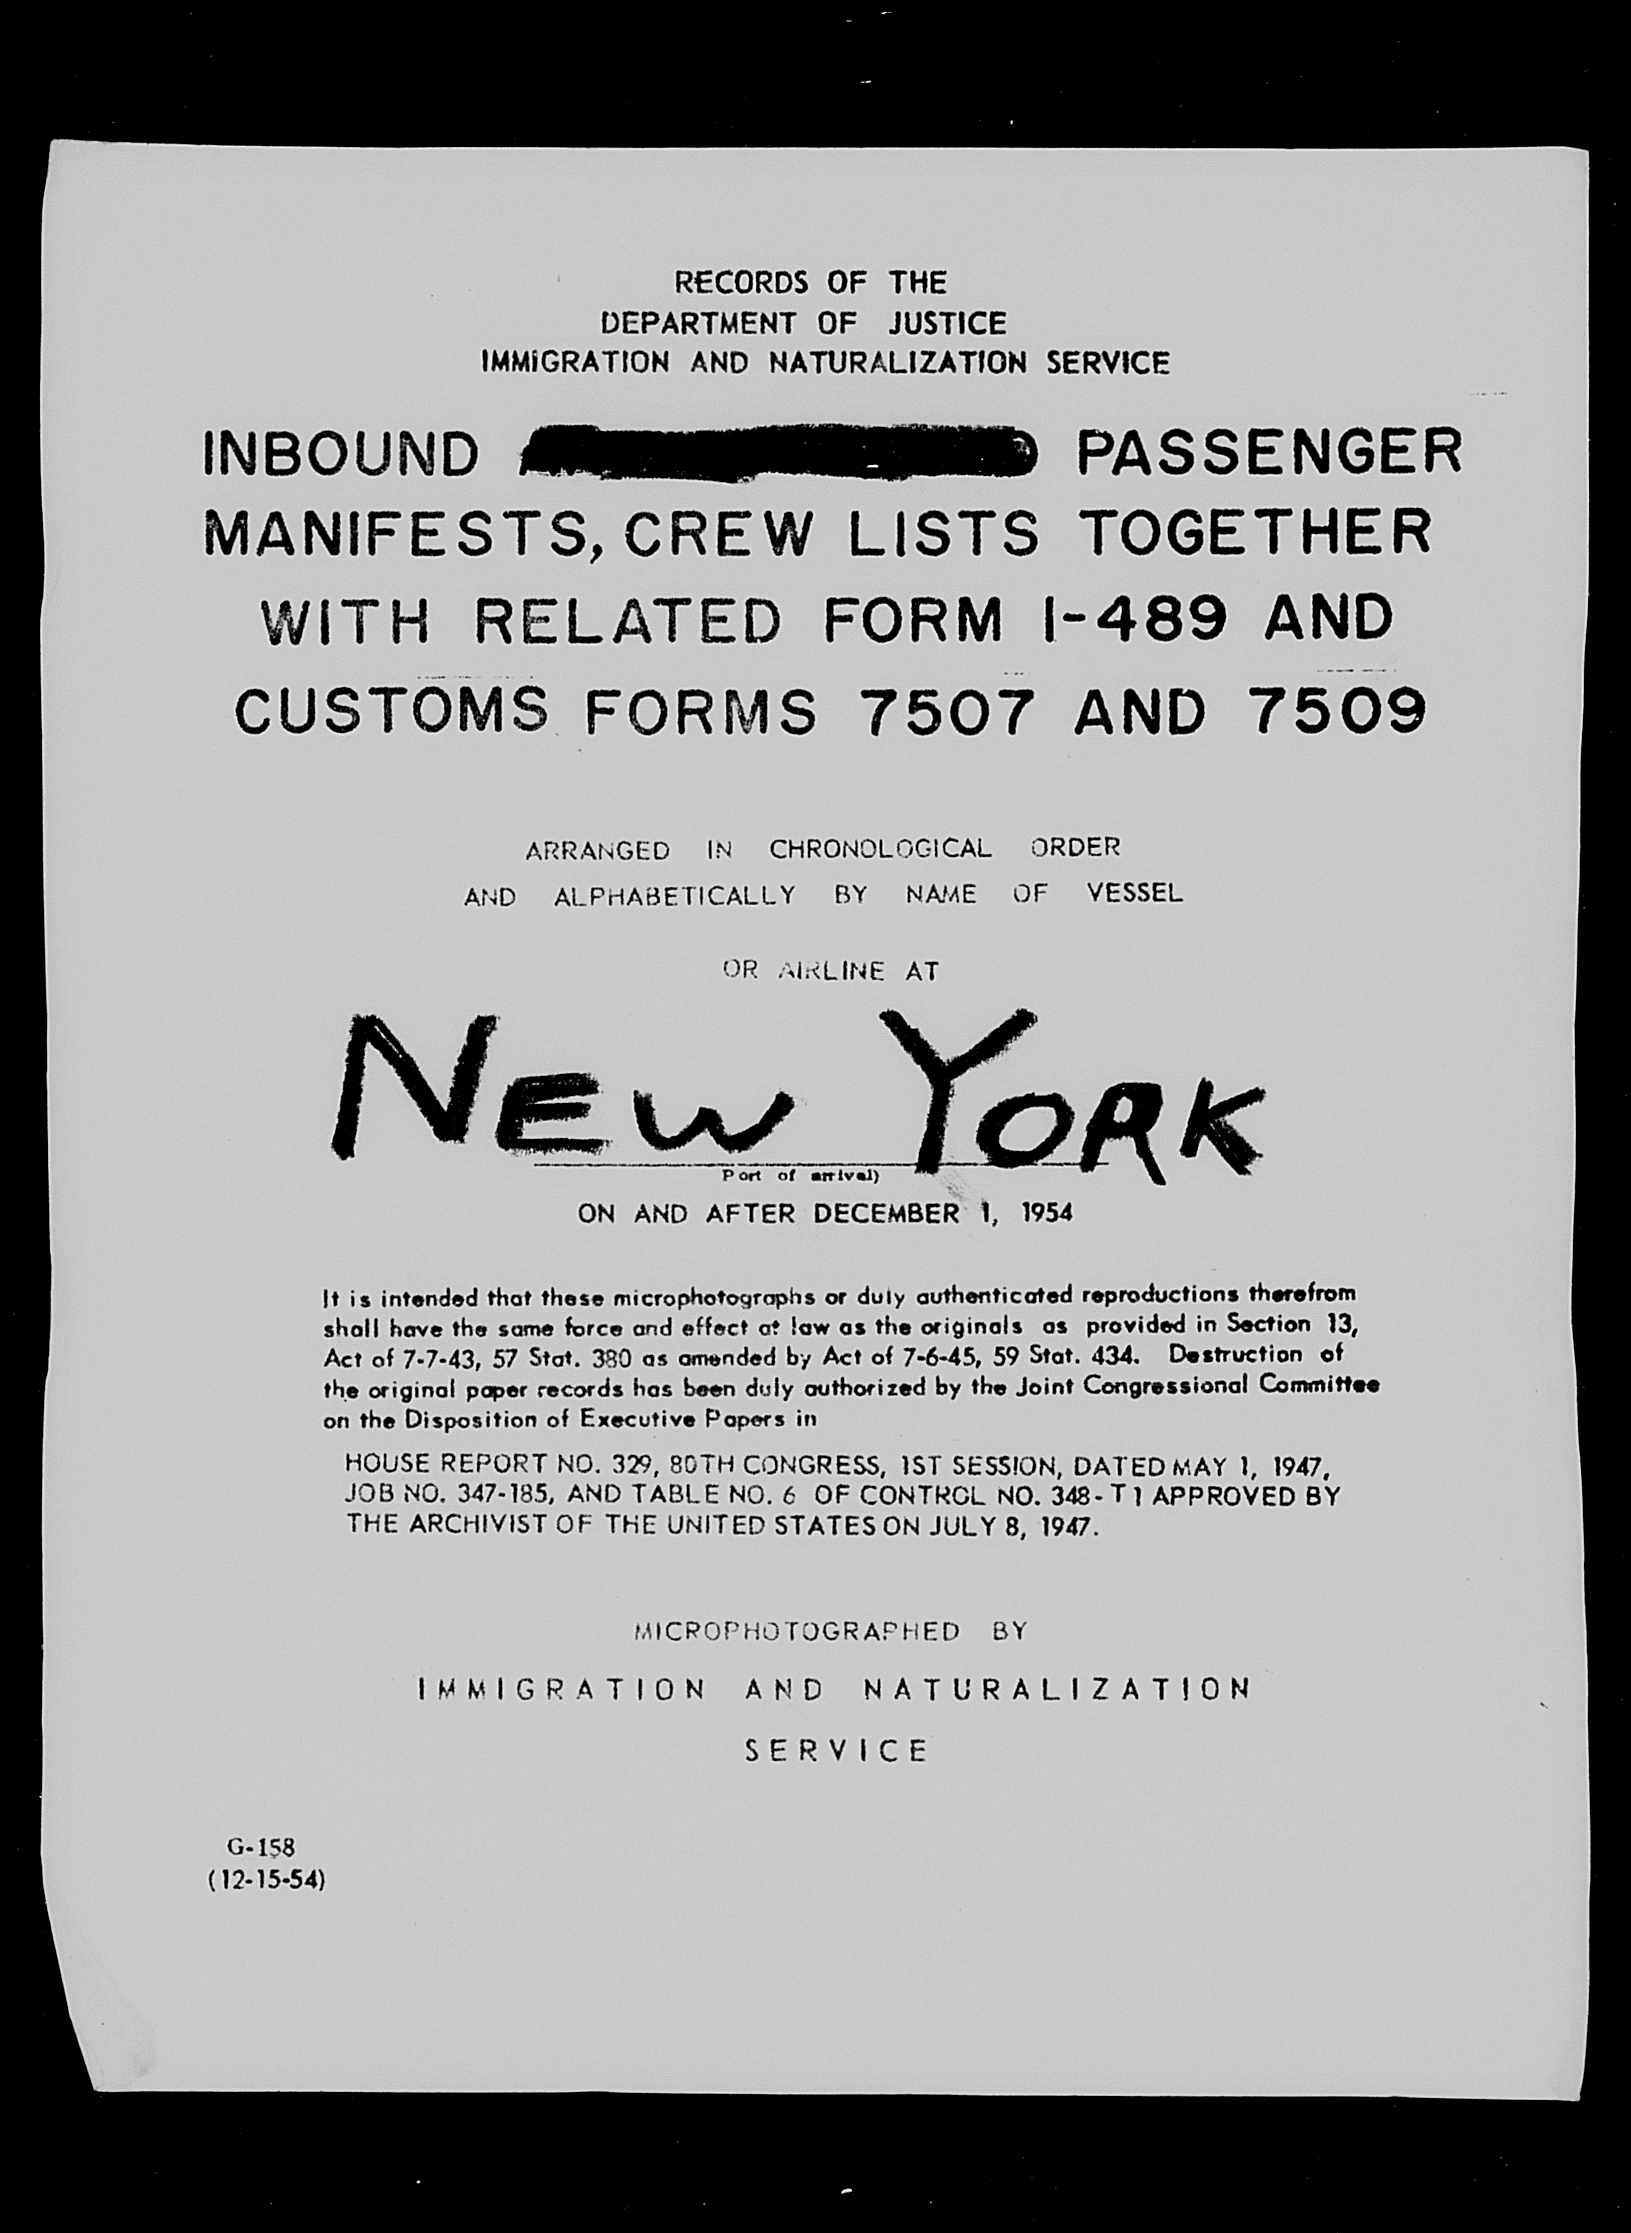 RECORDS OF THE
DEPARTMENT OF JUSTICE
IMMIGRATION AND NATURALIZATION SERVICE
INBOUND PASSENGER
MANIFESTS, CREW LISTS TOGETHER
WITH RELATED FORM I-489 AND
CUSTOMS FORMS 7507 AND 7509
ARRANGED IN CHRONOLOGICAL ORDER
AND ALPHABETICALLY BY NAME OF VESSEL
OR AIRLINE AT
NEW YORK
Port of arrival)
ON AND AFTER DECEMBER 1, 1954
It is intended that these microphotographs or duly authenticated reproductions therefrom
shall have the same force and effect at law as the originals as provided in Section 13,
Act of 7-7-43, 57 Stat. 380 as amended by Act of 7-6-45, 59 Stat. 434. Destruction of
the original paper records has been duly authorized by the Joint Congressional Committee
on the Disposition of Executive Papers in
HOUSE REPORT NO. 329, 80TH CONGRESS, 1ST SESSION, DATED MAY 1, 1947,
JOB NO. 347-185, AND TABLE NO. 6 OF CONTROL NO. 348-T1 APPROVED BY
THE ARCHIVIST OF THE UNITED STATES ON JULY 8, 1947.
MICROPHOTOGRAPHED BY
IMMIGRATION AND NATURALIZATION
SERVICE
G-158
(12-15-54)